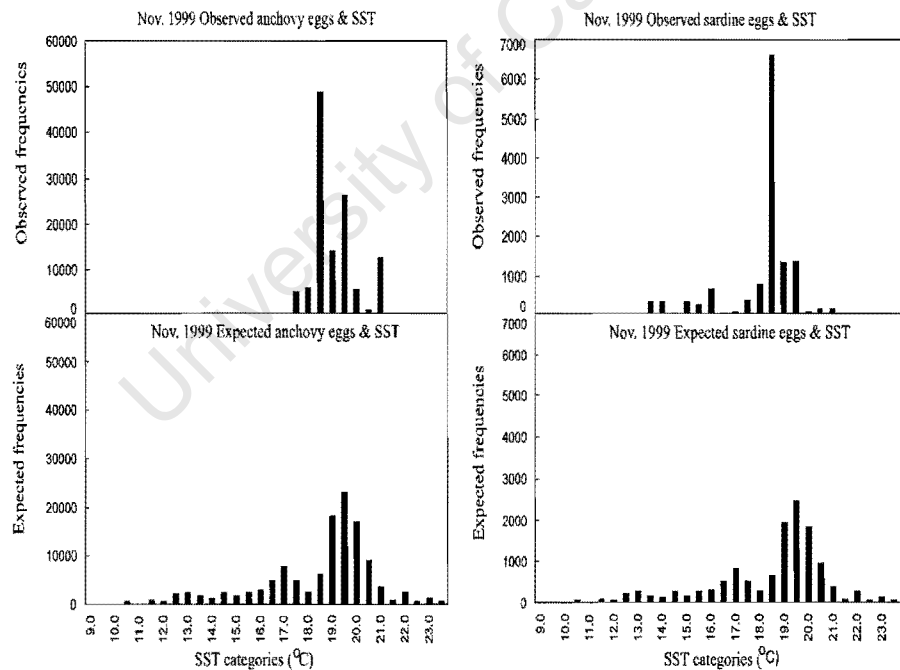 Nov. 1999 Observed anchovy eggs & SST
Observed frequencies
60000
50000
40000
30000
20000
10000
0
Nov. 1999 Observed sardine eggs & SST
Observed frequencies
7000
6000
5000
4000
3000
2000
1000
0
Nov. 1999 Expected anchovy eggs & SST
Expected frequencies
60000
50000
40000
30000
20000
10000
0
9.0 10.0 11.0 12.0 13.0 14.0 15.0 16.0 17.0 18.0 19.0 20.0 21.0 22.0 23.0
SST categories (⁰C)
Nov. 1999 Expected sardine eggs & SST
Expected frequencies
7000
6000
5000
4000
3000
2000
1000
0
9.0 10.0 11.0 12.0 13.0 14.0 15.0 16.0 17.0 18.0 19.0 20.0 21.0 22.0 23.0
SST categories (⁰C)
University of Ca